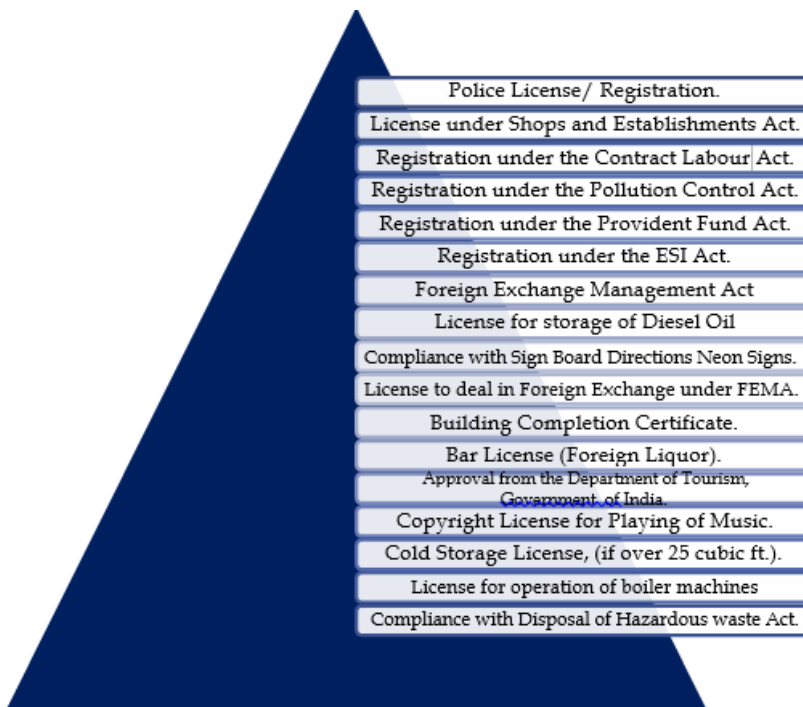 Police License/ Registration.
License under Shops and Establishments Act.
Registration under the Contract Labour Act.
Registration under the Pollution Control Act.
Registration under the Provident Fund Act.
Registration under the ESI Act.
Foreign Exchange Management Act
License for storage of Diesel Oil
Compliance with Sign Board Directions Neon Signs.
License to deal in Foreign Exchange under FEMA.
Building Completion Certificate.
Bar License (Foreign Liquor).
Approval from the Department of Tourism,
Government of India.
Copyright License for Playing of Music.
Cold Storage License, (if over 25 cubic ft.).
License for operation of boiler machines
Compliance with Disposal of Hazardous waste Act.